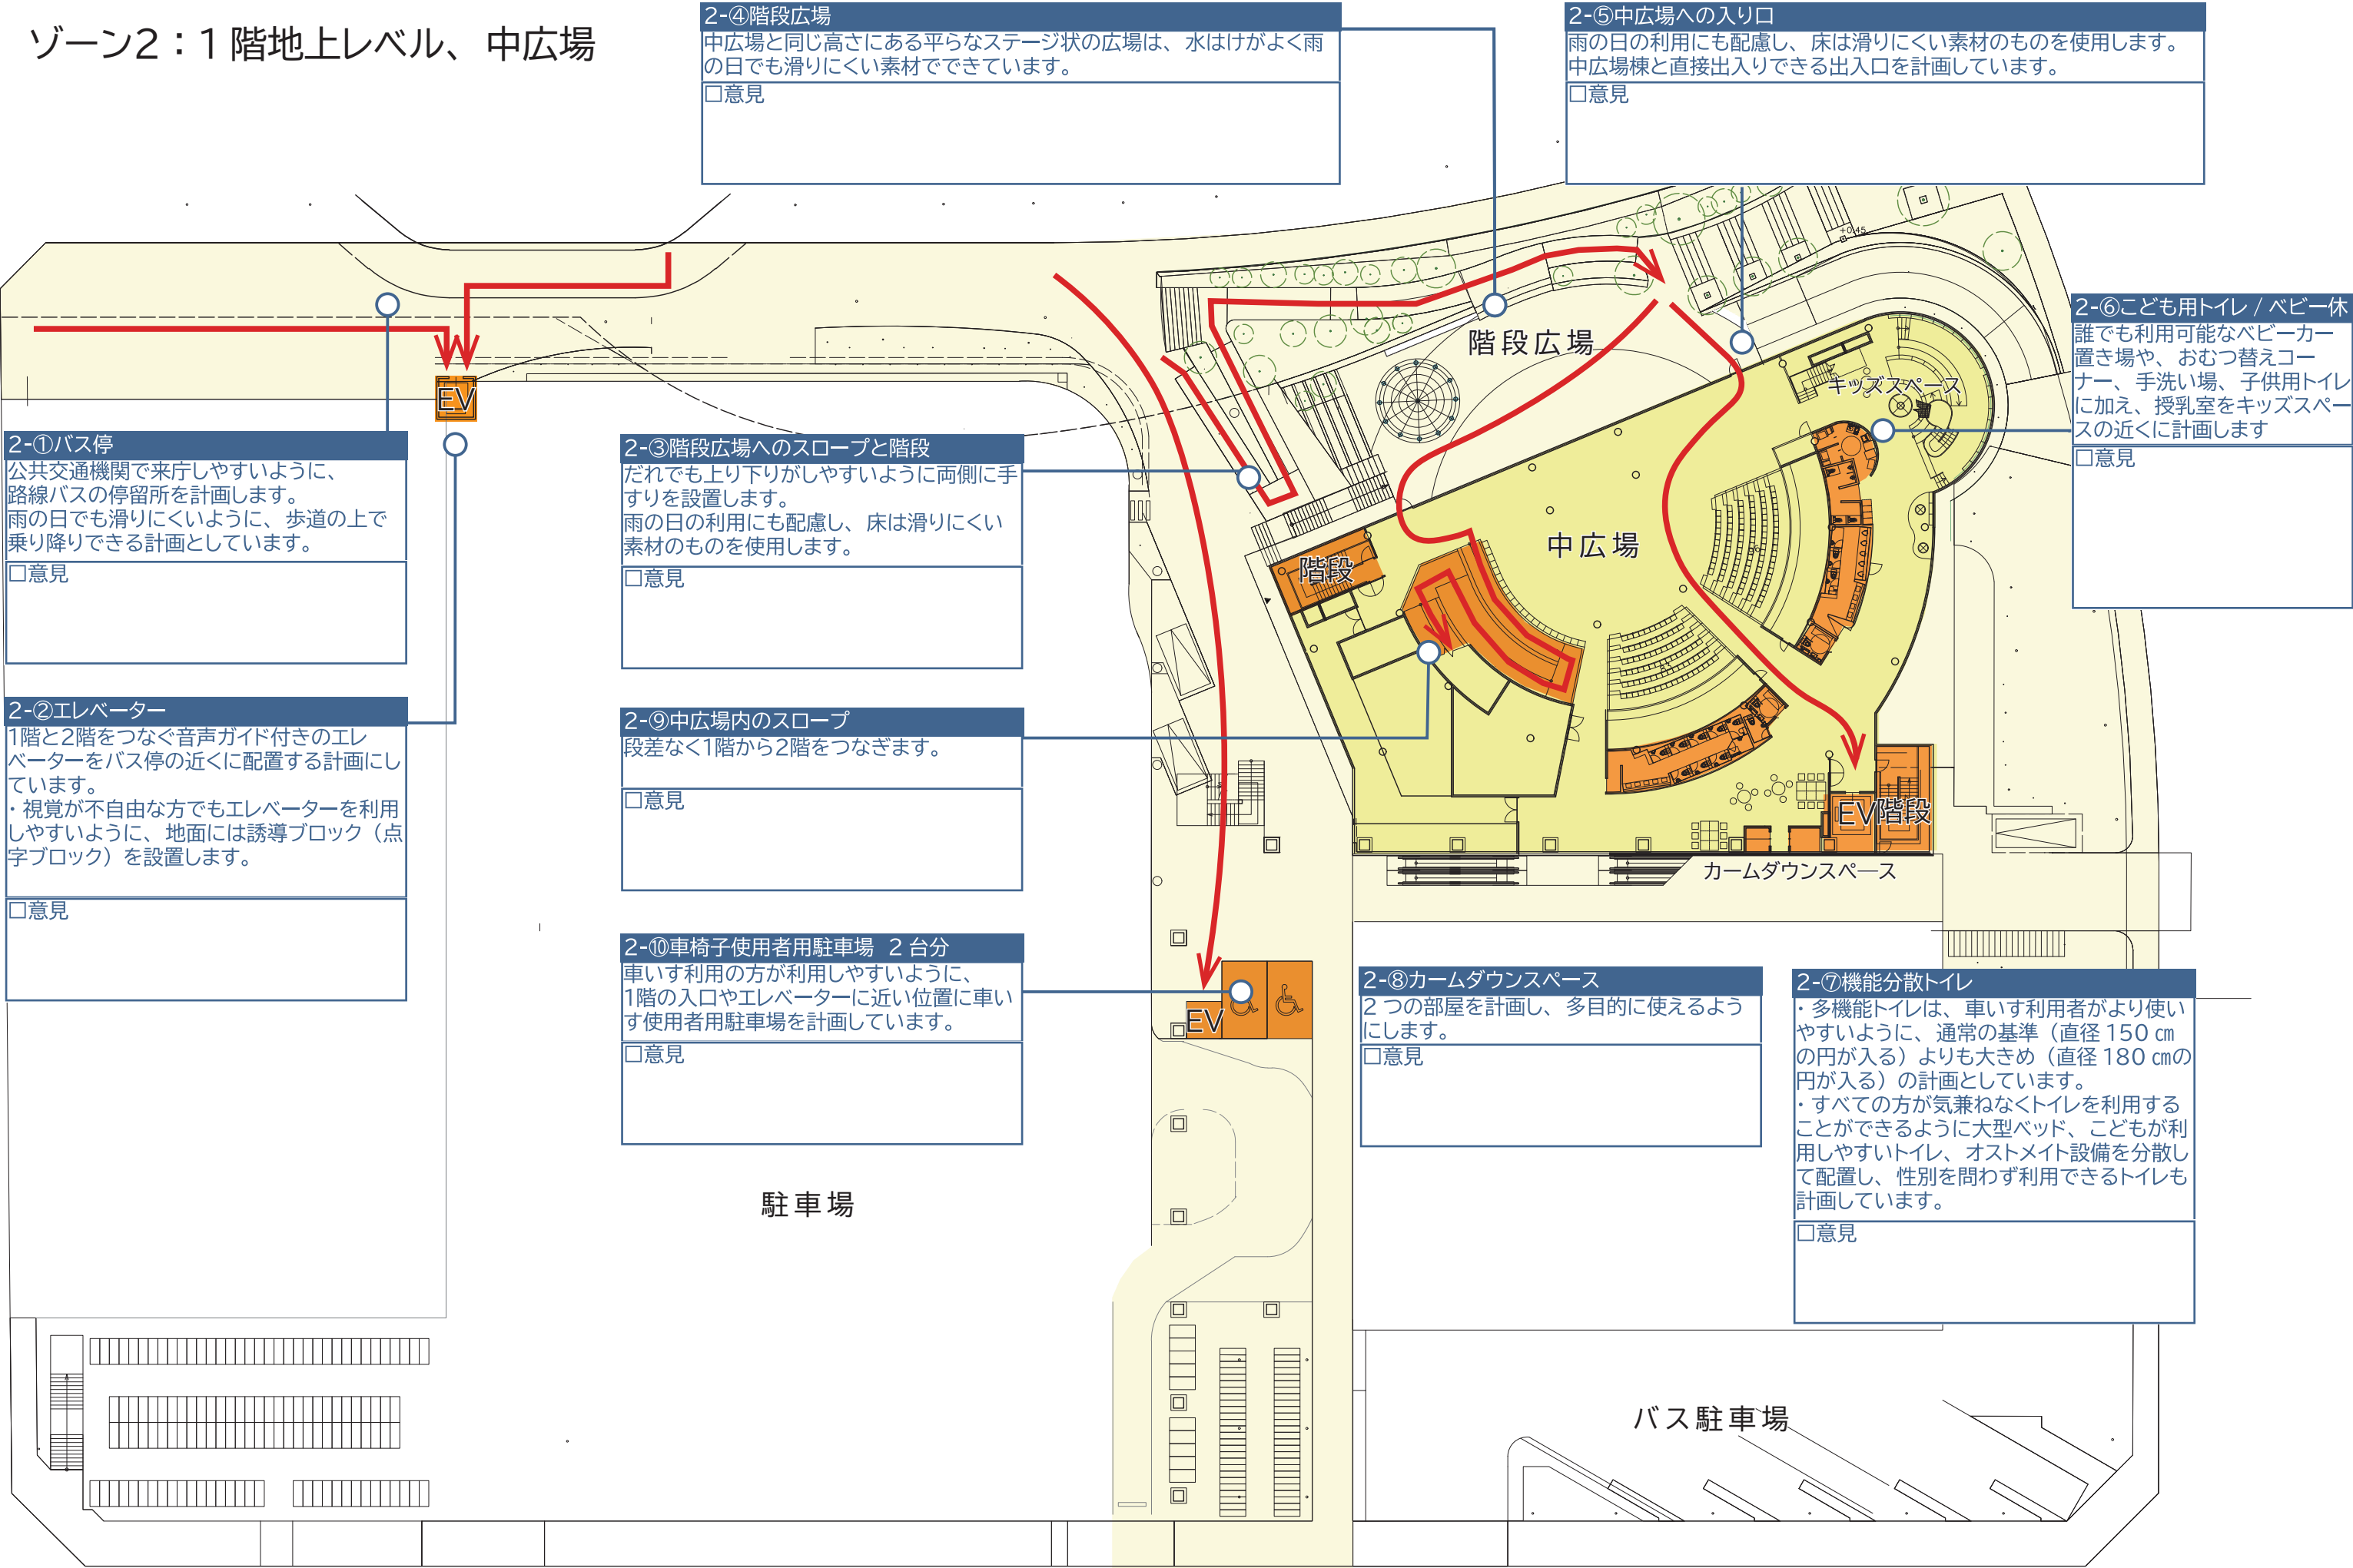 ゾーン2：1階地上レベル、中広場
2-④階段広場
中広場と同じ高さにある平らなステージ状の広場は、水はけがよく雨
の日でも滑りにくい素材でできています。
□意見
2-⑤中広場への入り口
雨の日の利用にも配慮し、床は滑りにくい素材のものを使用します。
中広場棟と直接出入りできる出入口を計画しています。
□意見
+0.45
2-⑥こども用トイレ / ベビー休
誰でも利用可能なベビーカー
置き場や、おむつ替えコー
ナー、手洗い場、子供用トイレ
に加え、授乳室をキッズスペー
スの近くに計画します
□意見
階段広場
キッズスペース
EV
2-①バス停
公共交通機関で来庁しやすいように、
路線バスの停留所を計画します。
雨の日でも滑りにくいように、歩道の上で
乗り降りできる計画としています。
□意見
2-③階段広場へのスロープと階段
だれでも上り下りがしやすいように両側に手
すりを設置します。
雨の日の利用にも配慮し、床は滑りにくい
素材のものを使用します。
□意見
中広場
階段
2-②エレベーター
1階と2階をつなぐ音声ガイド付きのエレ
ベーターをバス停の近くに配置する計画にし
ています。
・視覚が不自由な方でもエレベーターを利用
しやすいように、地面には誘導ブロック（点
字ブロック）を設置します。
□意見
2-⑨中広場内のスロープ
段差なく1階から2階をつなぎます。
□意見
EV階段
カームダウンスペース
2-⑩車椅子使用者用駐車場 2台分
車いす利用の方が利用しやすいように、
1階の入口やエレベーターに近い位置に車い
す使用者用駐車場を計画しています。
□意見
EV
2-⑧カームダウンスペース
2 つの部屋を計画し、多目的に使えるよう
にします。
□意見
2-⑦機能分散トイレ
・多機能トイレは、車いす利用者がより使い
やすいように、通常の基準（直径150㎝
の円が入る）よりも大きめ（直径180㎝の
円が入る）の計画としています。
・すべての方が気兼ねなくトイレを利用する
ことができるように大型ベッド、こどもが利
用しやすいトイレ、オストメイト設備を分散し
て配置し、性別を問わず利用できるトイレも
計画しています。
□意見
駐車場
バス駐車場